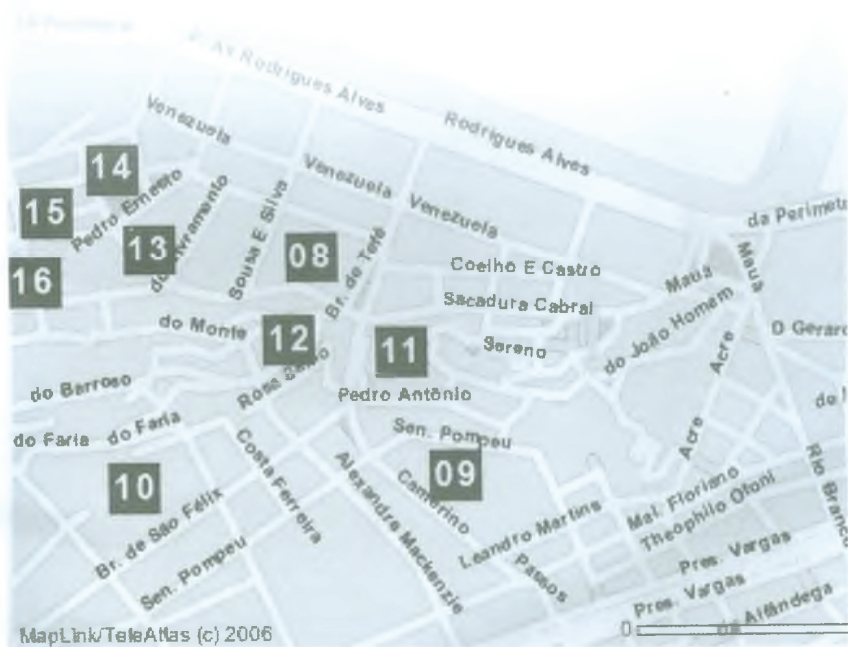 Av Rodrigues Alves
Rodrigues Alves
Venezuela
Venezuela
Venezuela
14
15
Pedro Ernesto
13
16
Sousa E Silva
08
Br. de Tefé
Coelho E Castro
Sacadura Cabral
Mauá
da Perimet
Mauá
do João Homem
Acre
D Gerard
do Monte
12
11
Sereno
do Barroso
Pedro Antônio
do Faria
do Faria
Sen. Pompeu
Acre
10
Costa Ferreira
09
Camerino
Alexandre Mackenzie
Br. de São Félix
Sen. Pompeu
Leandro Martins
Mal. Floriano
Theophilo Otoni
Rio Branco
Passos
Pres. Vargas
Pres. Vargas
da Alfândega
MapLink/TeleAtlas (c) 2006
0